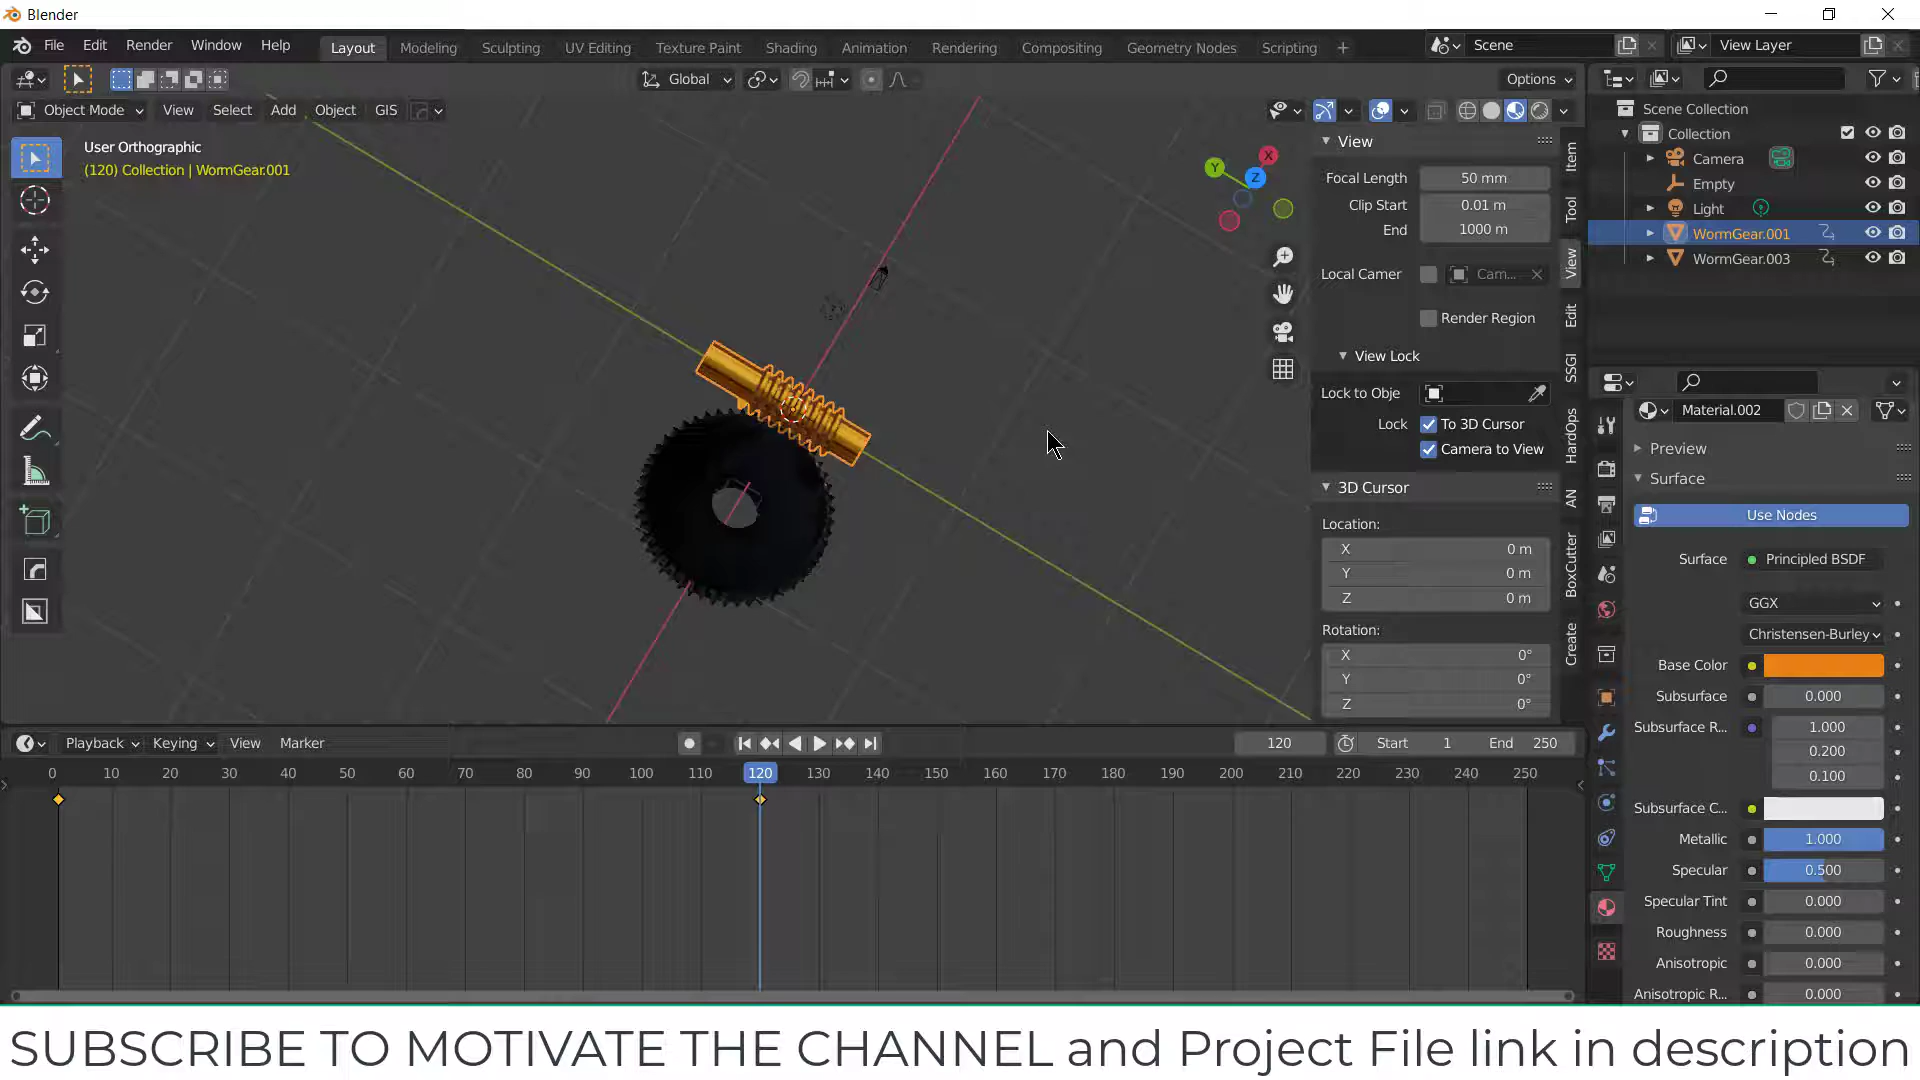 Blender
File Edit Render Window Help
Layout Modeling Sculpting UV Editing Texture Paint Shading Animation Rendering Compositing Geometry Nodes Scripting +
Scene
View Layer
Global
Options
Object Mode View Select Add Object GIS
User Orthographic
(120) Collection | WormGear.001
X
Y
Z
View
Focal Length 50 mm
Clip Start 0.01 m
End 1000 m
Local Camer Cam...
Render Region
View Lock
Lock to Obje
Lock To 3D Cursor
Camera to View
3D Cursor
Location:
X 0 m
Y 0 m
Z 0 m
Rotation:
X 0°
Y 0°
Z 0°
Item
Tool
View
Edit
SSGI
HardOps
AN
BoxCutter
Create
Scene Collection
Collection
Camera
Empty
Light
WormGear.001
WormGear.003
Material.002
Preview
Surface
Use Nodes
Surface Principled BSDF
GGX
Christensen-Burley
Base Color
Subsurface 0.000
Subsurface R... 1.000
0.200
0.100
Subsurface C...
Metallic 1.000
Specular 0.500
Specular Tint 0.000
Roughness 0.000
Anisotropic 0.000
Anisotropic R... 0.000
Playback Keying View Marker
120
Start 1 End 250
0 10 20 30 40 50 60 70 80 90 100 110 120 130 140 150 160 170 180 190 200 210 220 230 240 250
SUBSCRIBE TO MOTIVATE THE CHANNEL and Project File link in description